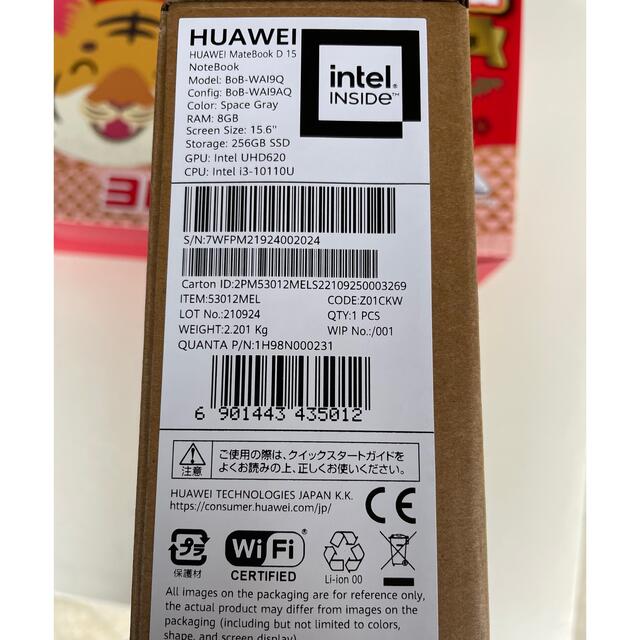 HUAWEI
HUAWEI MateBook D 15
NoteBook
Model: BoB-WAI9Q
Config: BoB-WAI9AQ
Color: Space Gray
RAM: 8GB
Screen Size: 15.6"
Storage: 256GB SSD
GPU: Intel UHD620
CPU: Intel i3-10110U
intel®
INSIDE™
S/N:7WFPM21924002024
Carton ID:2PM53012MELS22109250003269
ITEM:53012MEL CODE:Z01CKW
LOT No.:210924 QTY:1 PCS
WEIGHT:2.201 Kg WIP No.:/001
QUANTA P/N:1H98N000231
6 901443 435012
注意
ご使用の際は、クイックスタートガイドを
よくお読みの上、正しくお使いください。
HUAWEI TECHNOLOGIES JAPAN K.K.
https://consumer.huawei.com/jp/
CE
プラ
保護材
Wi Fi
CERTIFIED
Li-ion 00
All images on the packaging are for reference only,
the actual product may differ from images on the
packaging (including but not limited to colors,
shape, and screen display).